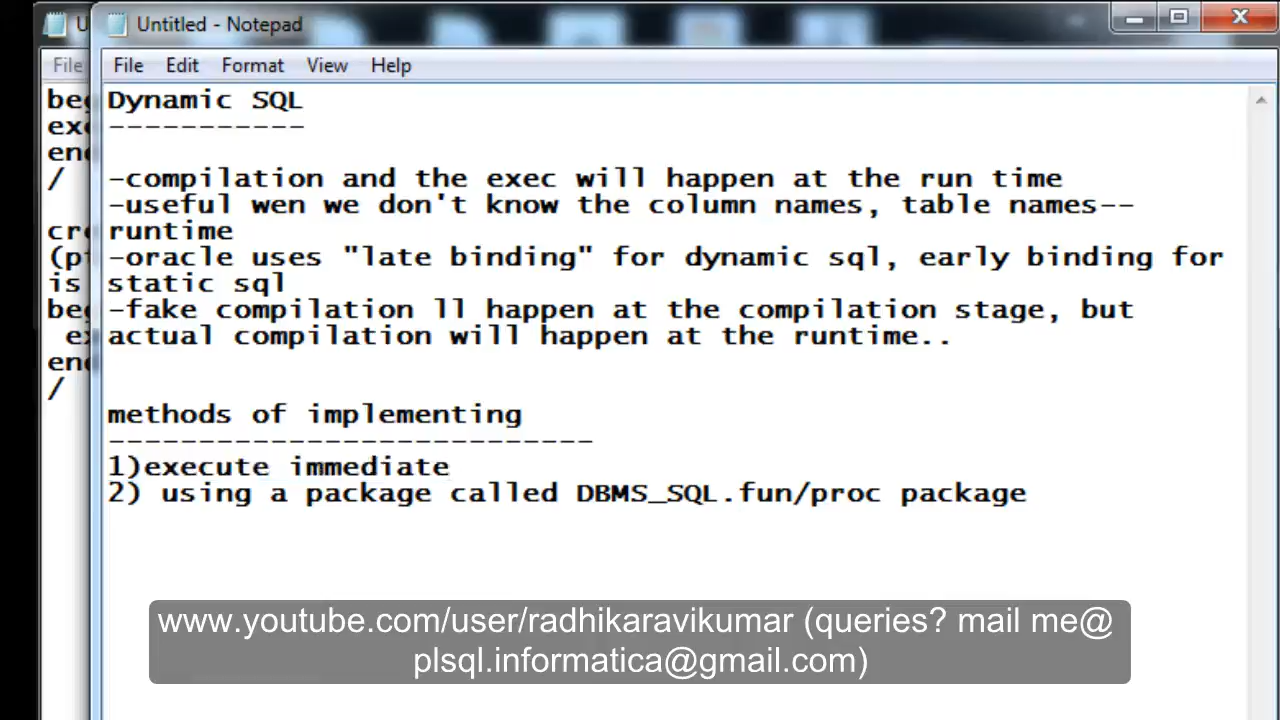 Untitled - Notepad
File Edit Format View Help
Dynamic SQL
-----------
-compilation and the exec will happen at the run time
-useful wen we don't know the column names, table names--
runtime
-oracle uses "late binding" for dynamic sql, early binding for
static sql
-fake compilation ll happen at the compilation stage, but
actual compilation will happen at the runtime..
methods of implementing
---------------------------
1)execute immediate
2) using a package called DBMS_SQL.fun/proc package
File
/
is
/
www.youtube.com/user/radhikaravikumar (queries? mail me@
plsql.informatica@gmail.com)